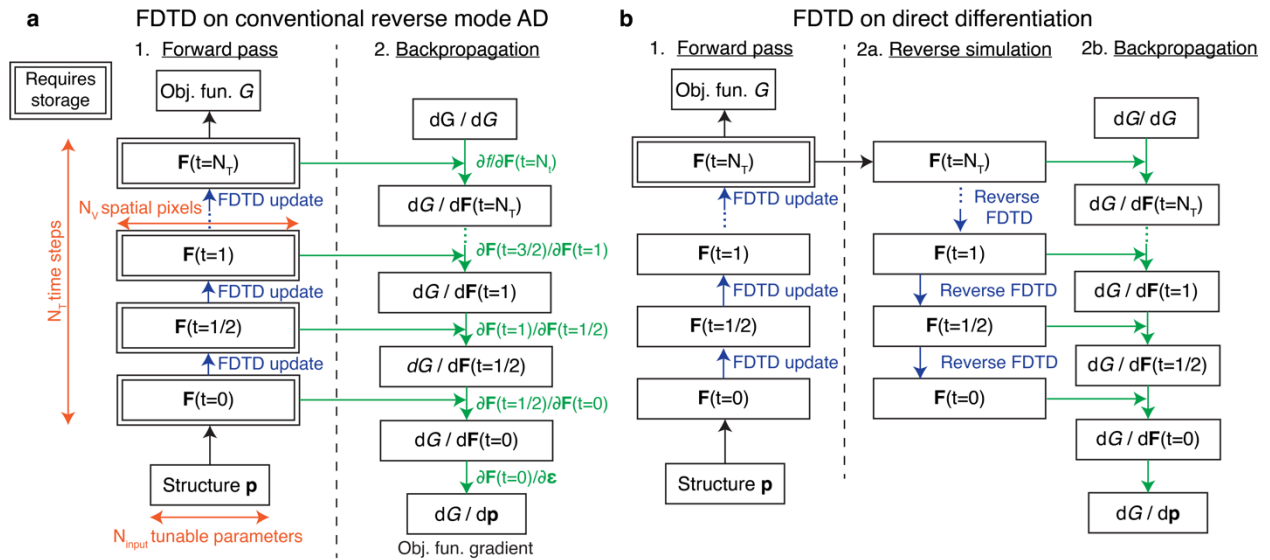 a FDTD on conventional reverse mode AD
1. Forward pass
2. Backpropagation
Requires
storage
Obj. fun. G
F(t=N_T)
FDTD update
N_V spatial pixels
F(t=1)
FDTD update
F(t=1/2)
FDTD update
F(t=0)
N_T time steps
Structure p
N_input tunable parameters
dG / dG
∂f/∂F(t=N_t)
dG / dF(t=N_T)
∂F(t=3/2)/∂F(t=1)
dG / dF(t=1)
∂F(t=1)/∂F(t=1/2)
dG / dF(t=1/2)
∂F(t=1/2)/∂F(t=0)
dG / dF(t=0)
∂F(t=0)/∂ε
dG / dp
Obj. fun. gradient
b FDTD on direct differentiation
1. Forward pass
2a. Reverse simulation
2b. Backpropagation
Obj. fun. G
F(t=N_T)
FDTD update
F(t=1)
FDTD update
F(t=1/2)
FDTD update
F(t=0)
Structure p
F(t=N_T)
Reverse
FDTD
F(t=1)
Reverse FDTD
F(t=1/2)
Reverse FDTD
F(t=0)
dG/ dG
dG / dF(t=N_T)
dG / dF(t=1)
dG / dF(t=1/2)
dG / dF(t=0)
dG / dp